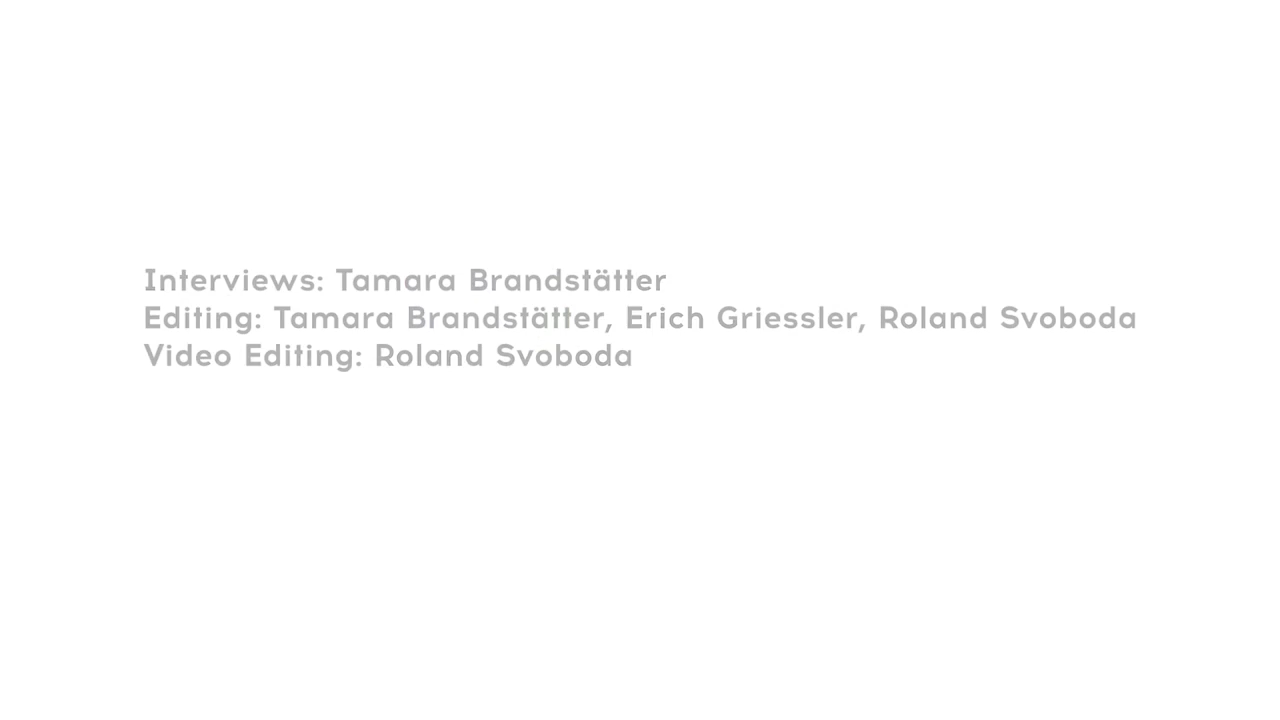 Interviews: Tamara Brandstätter
Editing: Tamara Brandstätter, Erich Griessler, Roland Svoboda
Video Editing: Roland Svoboda